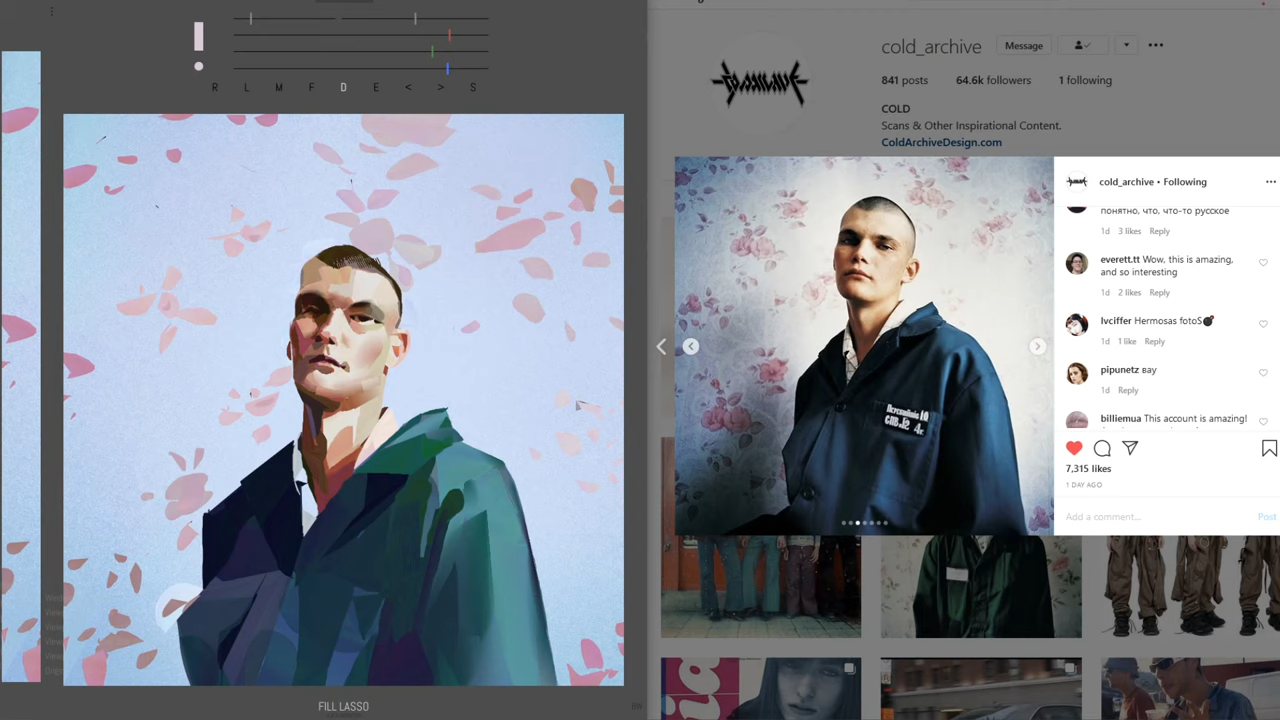 R L M F D E < > S
FILL LASSO
cold_archive
Message
841 posts 64.6k followers 1 following
COLD
Scans & Other Inspirational Content.
ColdArchiveDesign.com
cold_archive • Following
понятно, что, что-то русское
1d 3 likes Reply
everett.tt Wow, this is amazing,
and so interesting
1d 2 likes Reply
lvciffer Hermosas fotoS💣
1d 1 like Reply
pipunetz вау
1d Reply
billiemua This account is amazing!
7,315 likes
1 DAY AGO
Add a comment...
Post